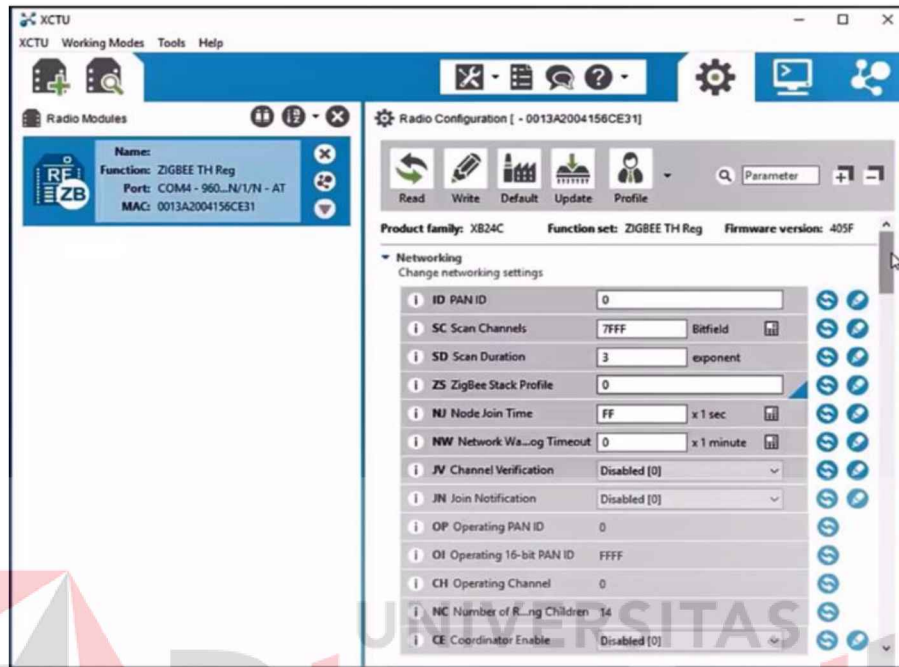 XCTU
XCTU Working Modes Tools Help
Radio Modules
Name:
Function: ZIGBEE TH Reg
Port: COM4 - 960...N/1/N - AT
MAC: 0013A2004156CE31
RF
ZB
Radio Configuration [ - 0013A2004156CE31]
Read Write Default Update Profile
Parameter
Product family: XB24C Function set: ZIGBEE TH Reg Firmware version: 405F
Networking
Change networking settings
i ID PAN ID 0
i SC Scan Channels 7FFF Bitfield
i SD Scan Duration 3 exponent
i ZS ZigBee Stack Profile 0
i NJ Node Join Time FF x 1 sec
i NW Network Wa...og Timeout 0 x 1 minute
i JV Channel Verification Disabled [0]
i JN Join Notification Disabled [0]
i OP Operating PAN ID 0
i OI Operating 16-bit PAN ID FFFF
i CH Operating Channel 0
i NC Number of R...ng Children 14
i CE Coordinator Enable Disabled [0]
UNIVERSITAS